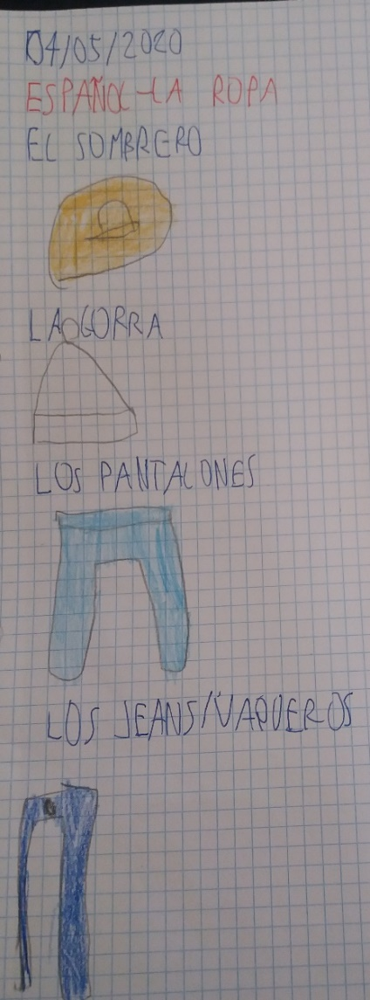 04/05/2020
ESPAÑOL-LA ROPA
EL SOMBRERO
LA GORRA
LOS PANTALONES
LOS JEANS/VAQUEROS